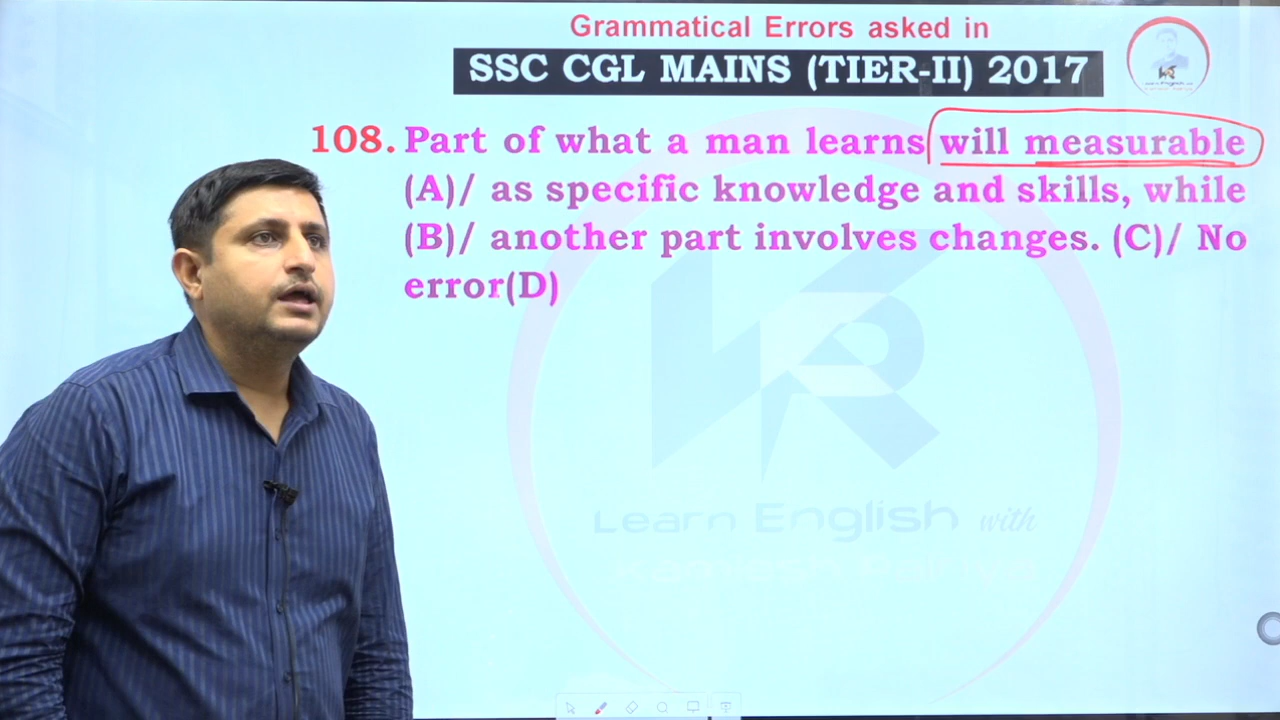 Grammatical Errors asked in
SSC CGL MAINS (TIER-II) 2017
108. Part of what a man learns will measurable
(A)/ as specific knowledge and skills, while
(B)/ another part involves changes. (C)/ No
error(D)
Learn English with